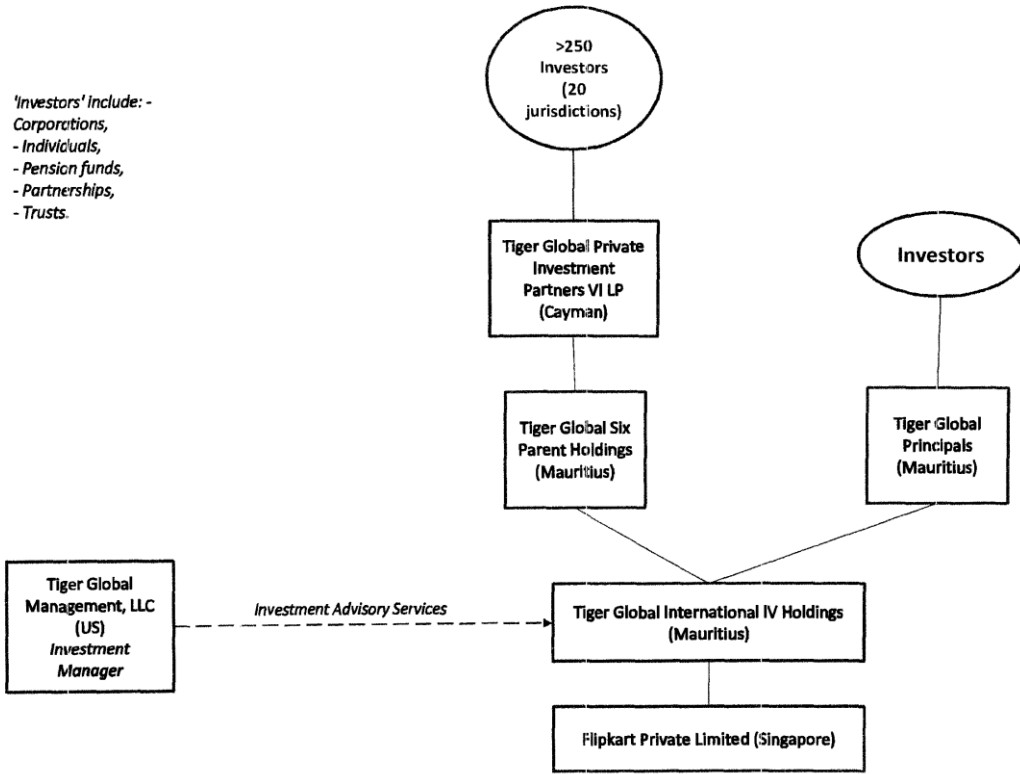 >250
Investors
(20
jurisdictions)
'Investors' include: -
Corporations,
- Individuals,
- Pension funds,
- Partnerships,
- Trusts.
Tiger Global Private
Investment
Partners VI LP
(Cayman)
Investors
Tiger Global Six
Parent Holdings
(Mauritius)
Tiger Global
Principals
(Mauritius)
Tiger Global
Management, LLC
(US)
Investment
Manager
Investment Advisory Services
Tiger Global International IV Holdings
(Mauritius)
Flipkart Private Limited (Singapore)